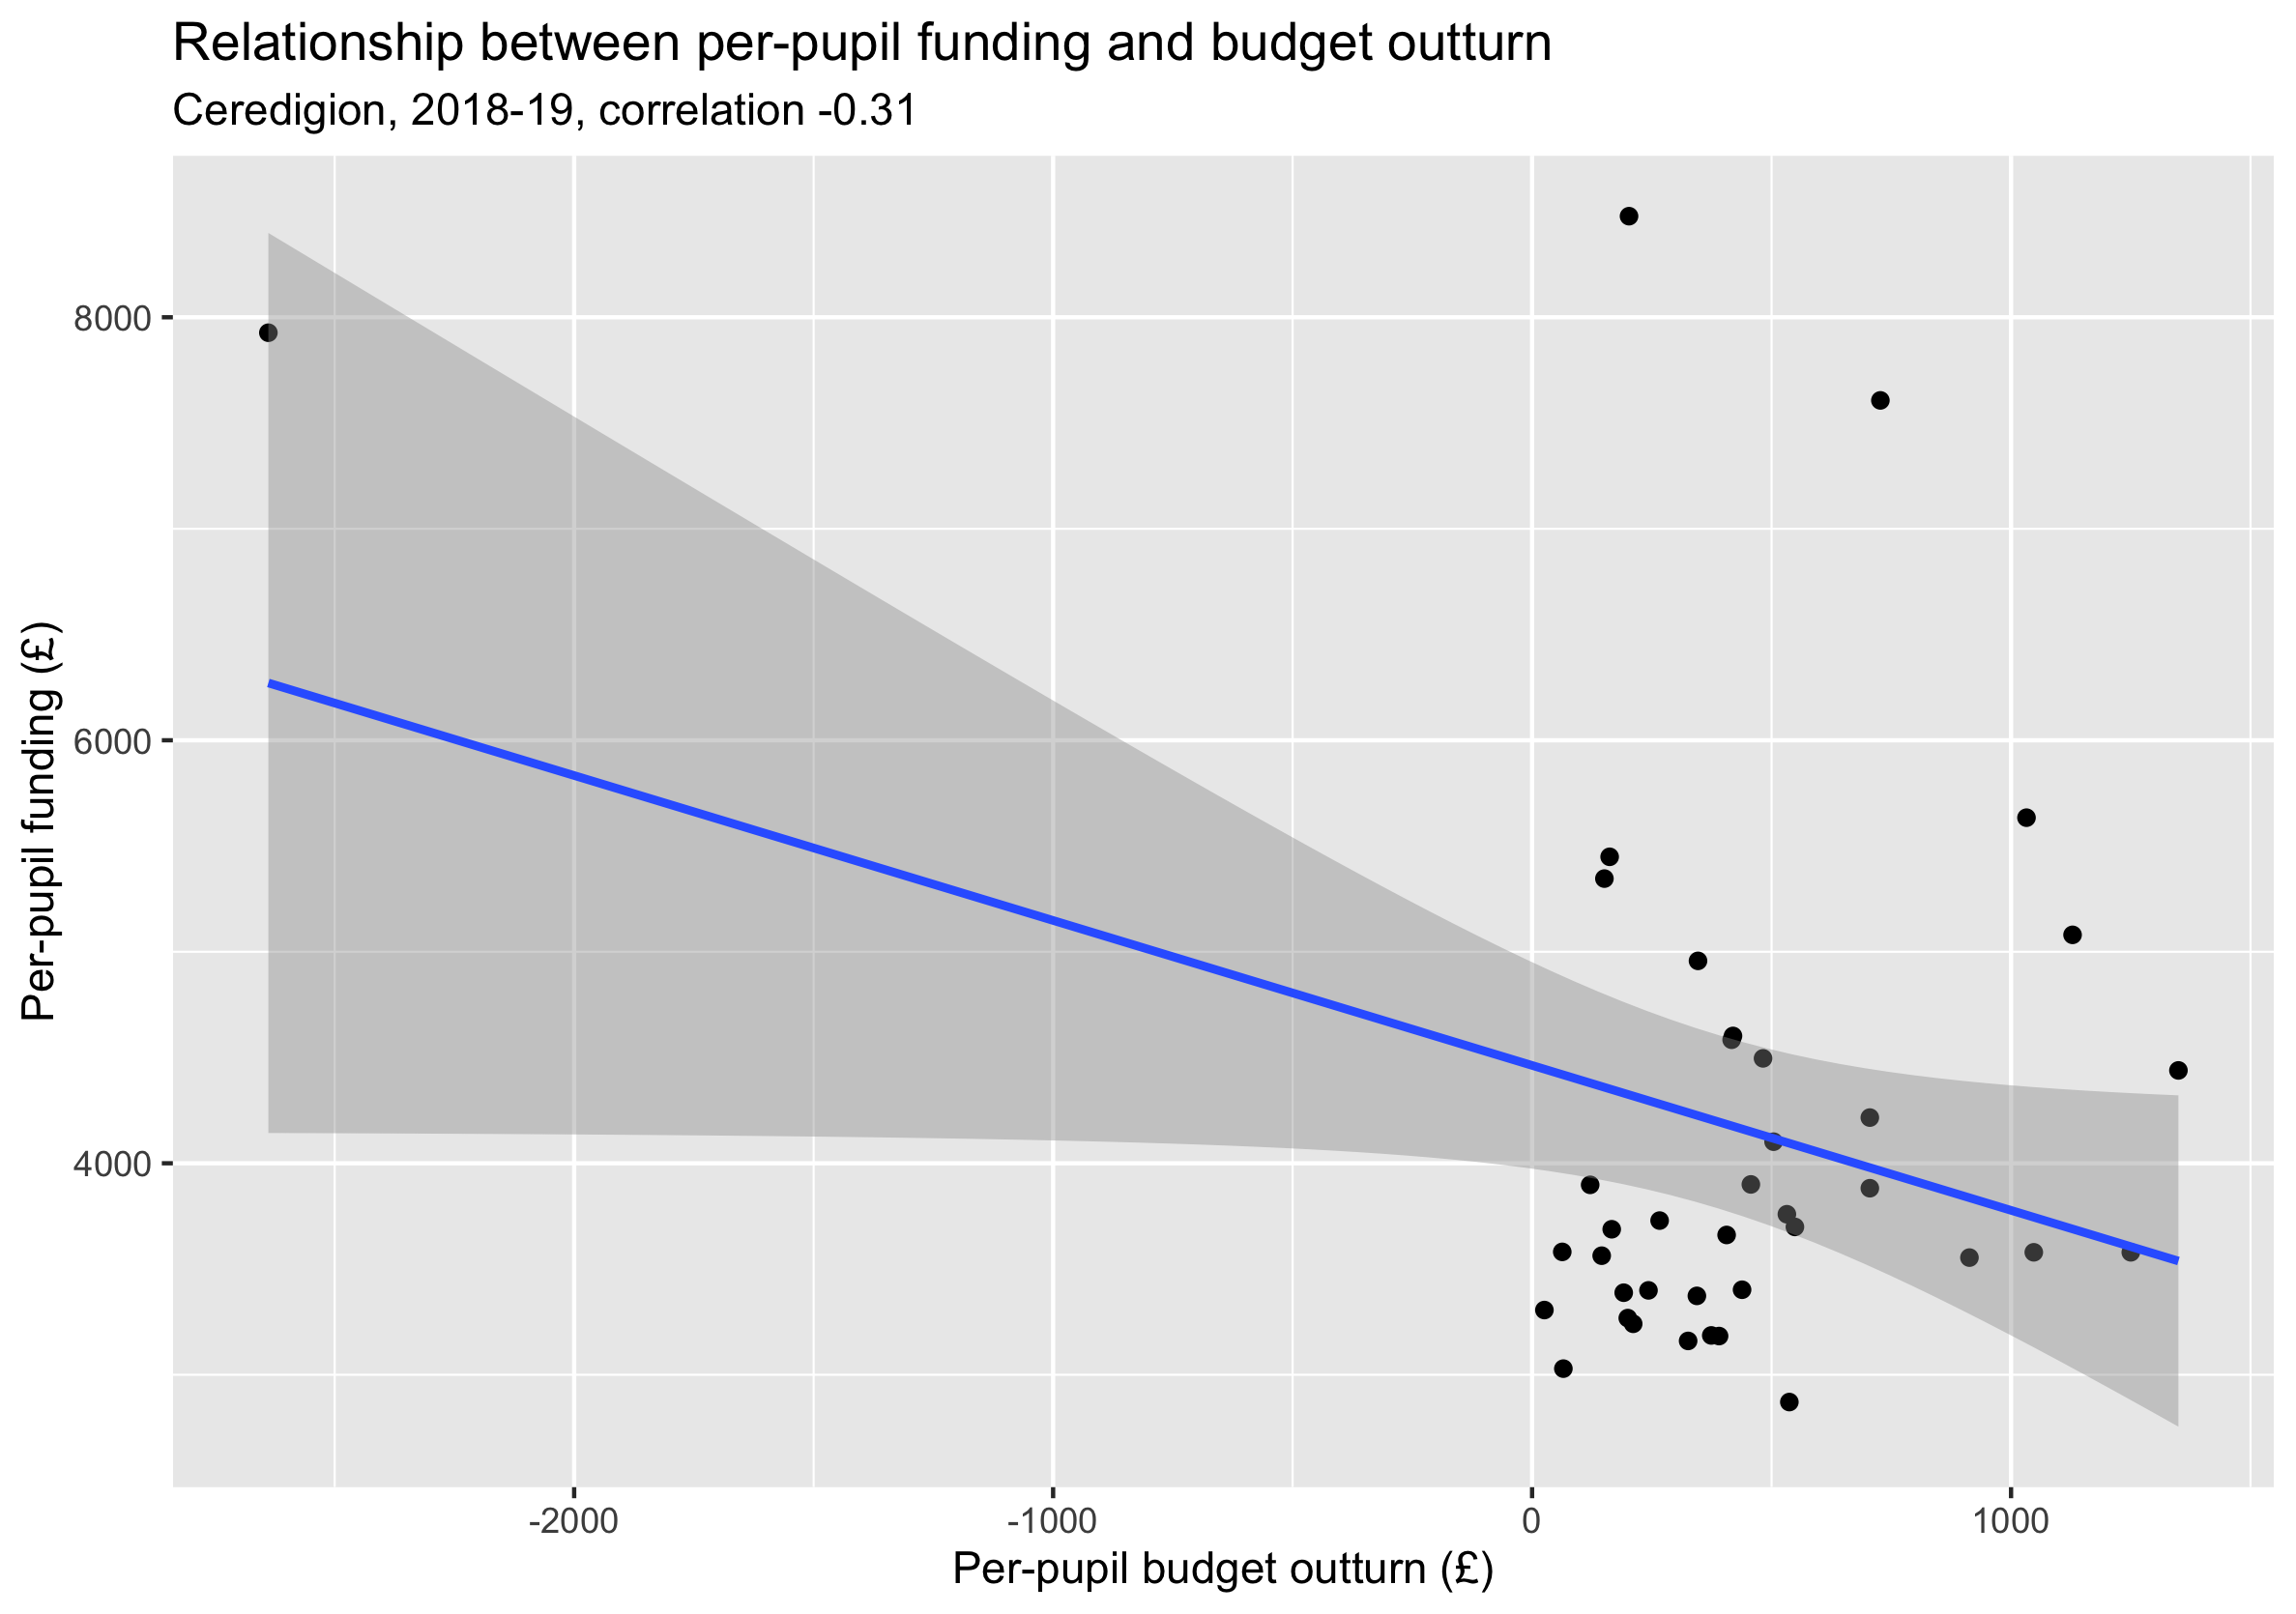 Relationship between per-pupil funding and budget outturn
Ceredigion, 2018-19, correlation -0.31
8000
6000
4000
Per-pupil funding (£)
-2000
-1000
0
1000
Per-pupil budget outturn (£)